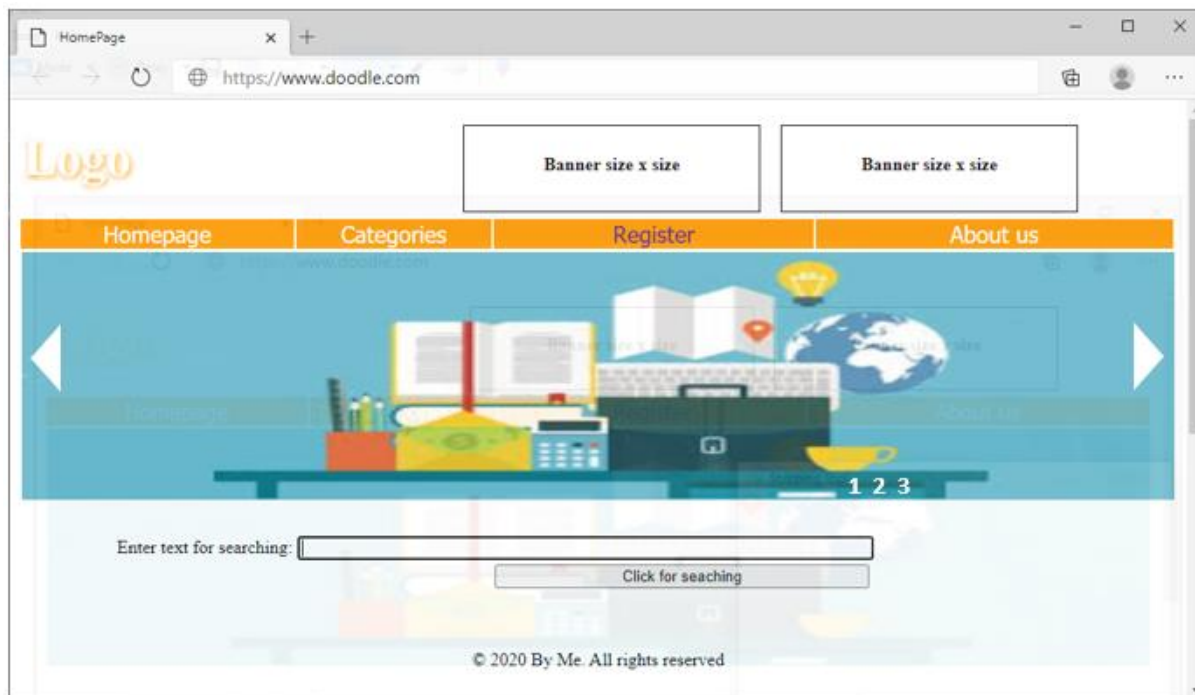 HomePage
https://www.doodle.com
Logo
Banner size x size
Banner size x size
Homepage Categories Register About us
1 2 3
Enter text for searching:
Click for seaching
© 2020 By Me. All rights reserved